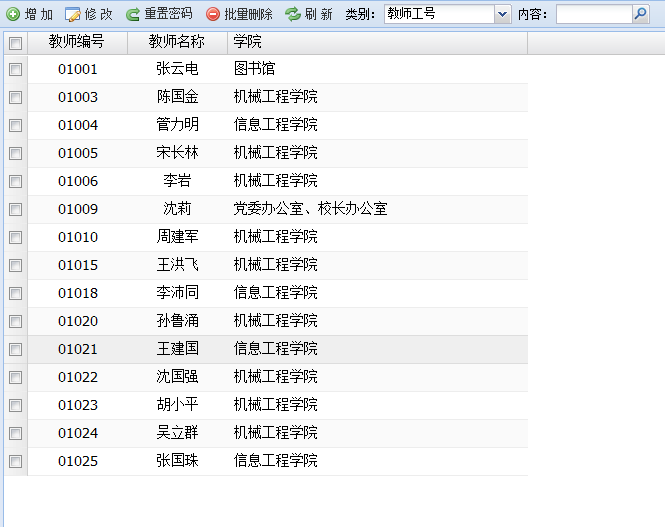 增 加 修 改 重置密码 批量删除 刷 新 类别: 教师工号 内容:
教师编号 教师名称 学院
01001 张云电 图书馆
01003 陈国金 机械工程学院
01004 管力明 信息工程学院
01005 宋长林 机械工程学院
01006 李岩 机械工程学院
01009 沈莉 党委办公室、校长办公室
01010 周建军 机械工程学院
01015 王洪飞 机械工程学院
01018 李沛同 信息工程学院
01020 孙鲁涌 机械工程学院
01021 王建国 信息工程学院
01022 沈国强 机械工程学院
01023 胡小平 机械工程学院
01024 吴立群 机械工程学院
01025 张国珠 信息工程学院